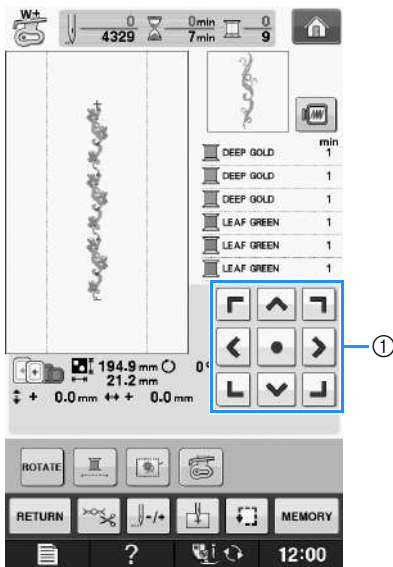 W+
0
4329
0min
7min
0
9
min
DEEP GOLD 1
DEEP GOLD 1
DEEP GOLD 1
LEAF GREEN 1
LEAF GREEN 1
LEAF GREEN 1
①
194.9 mm 0°
21.2 mm
+ 0.0 mm + 0.0 mm
ROTATE
-/+
RETURN MEMORY
? 12:00